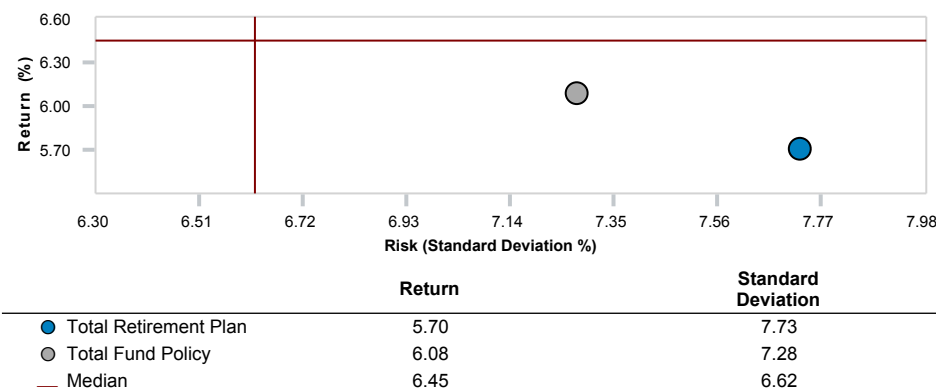 6.60
6.30
6.00
5.70
Return (%)
6.30 6.51 6.72 6.93 7.14 7.35 7.56 7.77 7.98
Risk (Standard Deviation %)
Return Standard Deviation
Total Retirement Plan 5.70 7.73
Total Fund Policy 6.08 7.28
Median 6.45 6.62